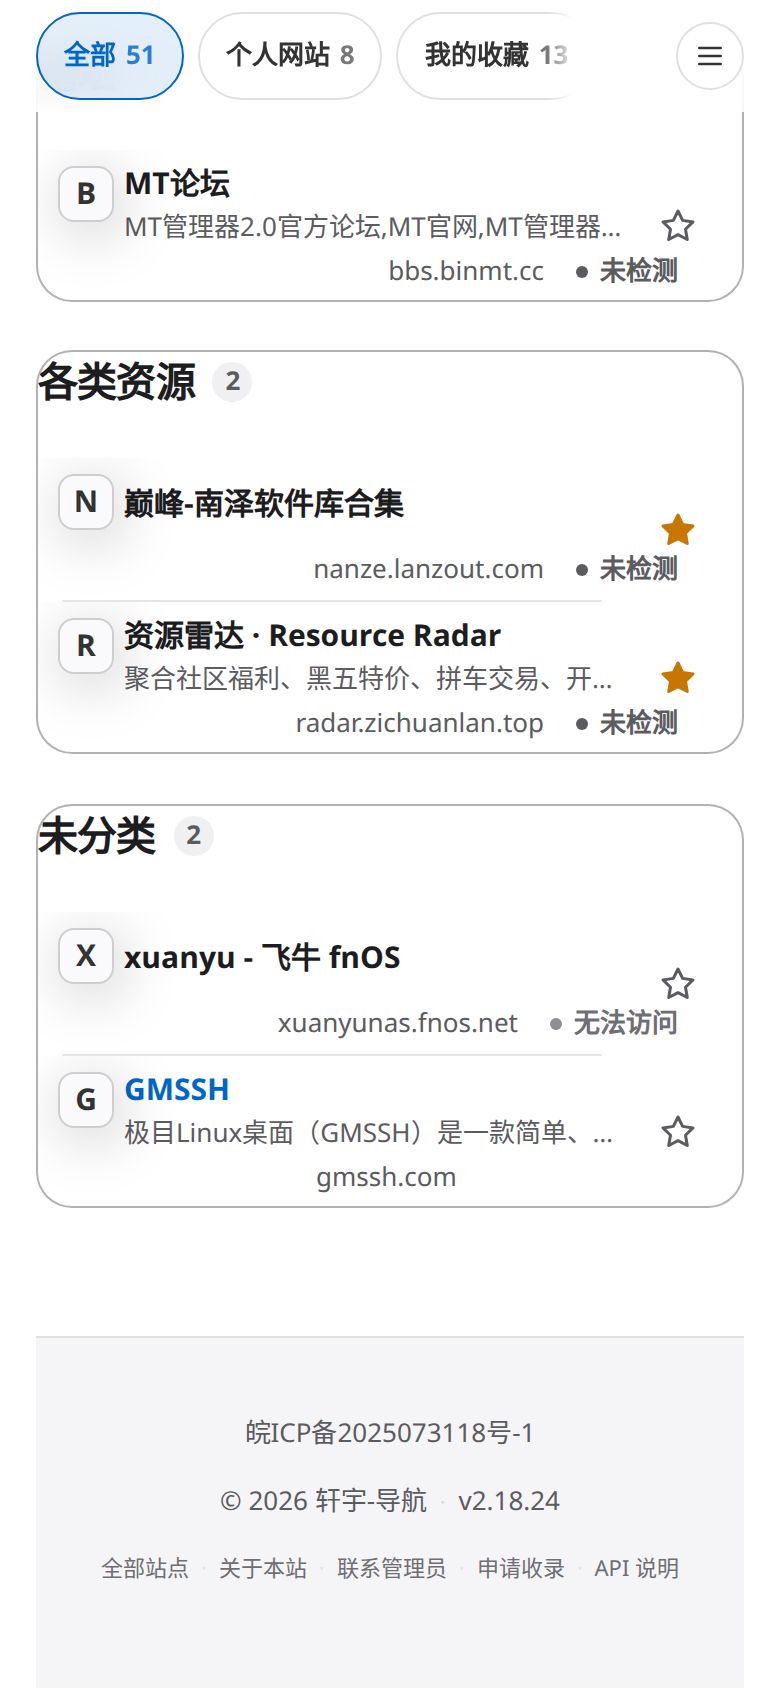 全部 51 个人网站 8 我的收藏 13
B MT论坛
MT管理器2.0官方论坛,MT官网,MT管理器...
bbs.binmt.cc 未检测
各类资源 2
N 巅峰-南泽软件库合集
nanze.lanzout.com 未检测
R 资源雷达 · Resource Radar
聚合社区福利、黑五特价、拼车交易、开...
radar.zichuanlan.top 未检测
未分类 2
X xuanyu - 飞牛 fnOS
xuanyunas.fnos.net 无法访问
G GMSSH
极目Linux桌面（GMSSH）是一款简单、...
gmssh.com
皖ICP备2025073118号-1
© 2026 轩宇-导航 · v2.18.24
全部站点 · 关于本站 · 联系管理员 · 申请收录 · API 说明